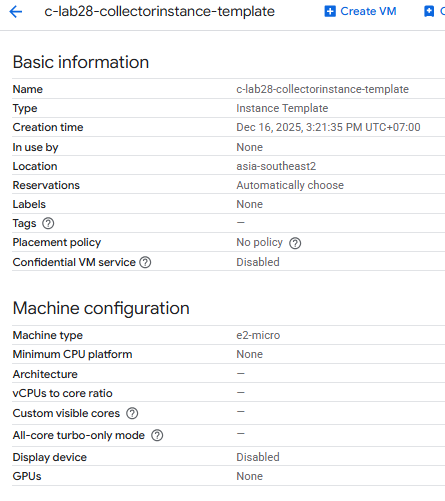 c-lab28-collectorinstance-template Create VM
Basic information
Name c-lab28-collectorinstance-template
Type Instance Template
Creation time Dec 16, 2025, 3:21:35 PM UTC+07:00
In use by None
Location asia-southeast2
Reservations Automatically choose
Labels None
Tags —
Placement policy No policy
Confidential VM service Disabled
Machine configuration
Machine type e2-micro
Minimum CPU platform None
Architecture —
vCPUs to core ratio —
Custom visible cores —
All-core turbo-only mode —
Display device Disabled
GPUs None